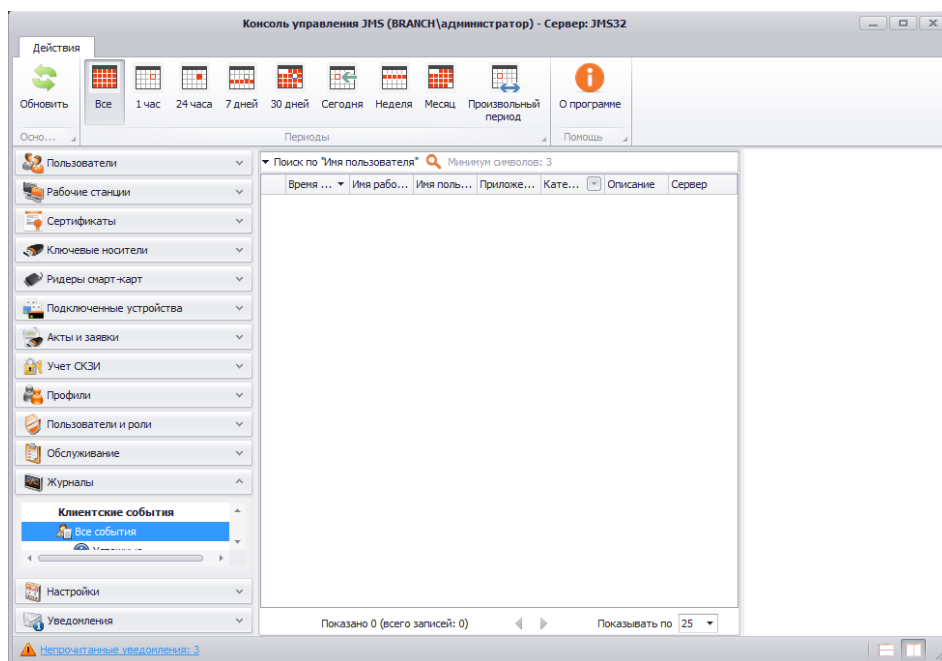 Консоль управления JMS (BRANCH\администратор) - Сервер: JMS32
Действия
Обновить
Все
1 час
24 часа
7 дней
30 дней
Сегодня
Неделя
Месяц
Произвольный период
О программе
Осно...
Периоды
Помощь
Пользователи
Рабочие станции
Сертификаты
Ключевые носители
Ридеры смарт-карт
Подключенные устройства
Акты и заявки
Учет СКЗИ
Профили
Пользователи и роли
Обслуживание
Журналы
Клиентские события
Все события
Настройки
Уведомления
Поиск по "Имя пользователя" Минимум символов: 3
Время ... Имя рабо... Имя поль... Приложе... Кате... Описание Сервер
Показано 0 (всего записей: 0) Показывать по 25
Непрочитанные уведомления: 3